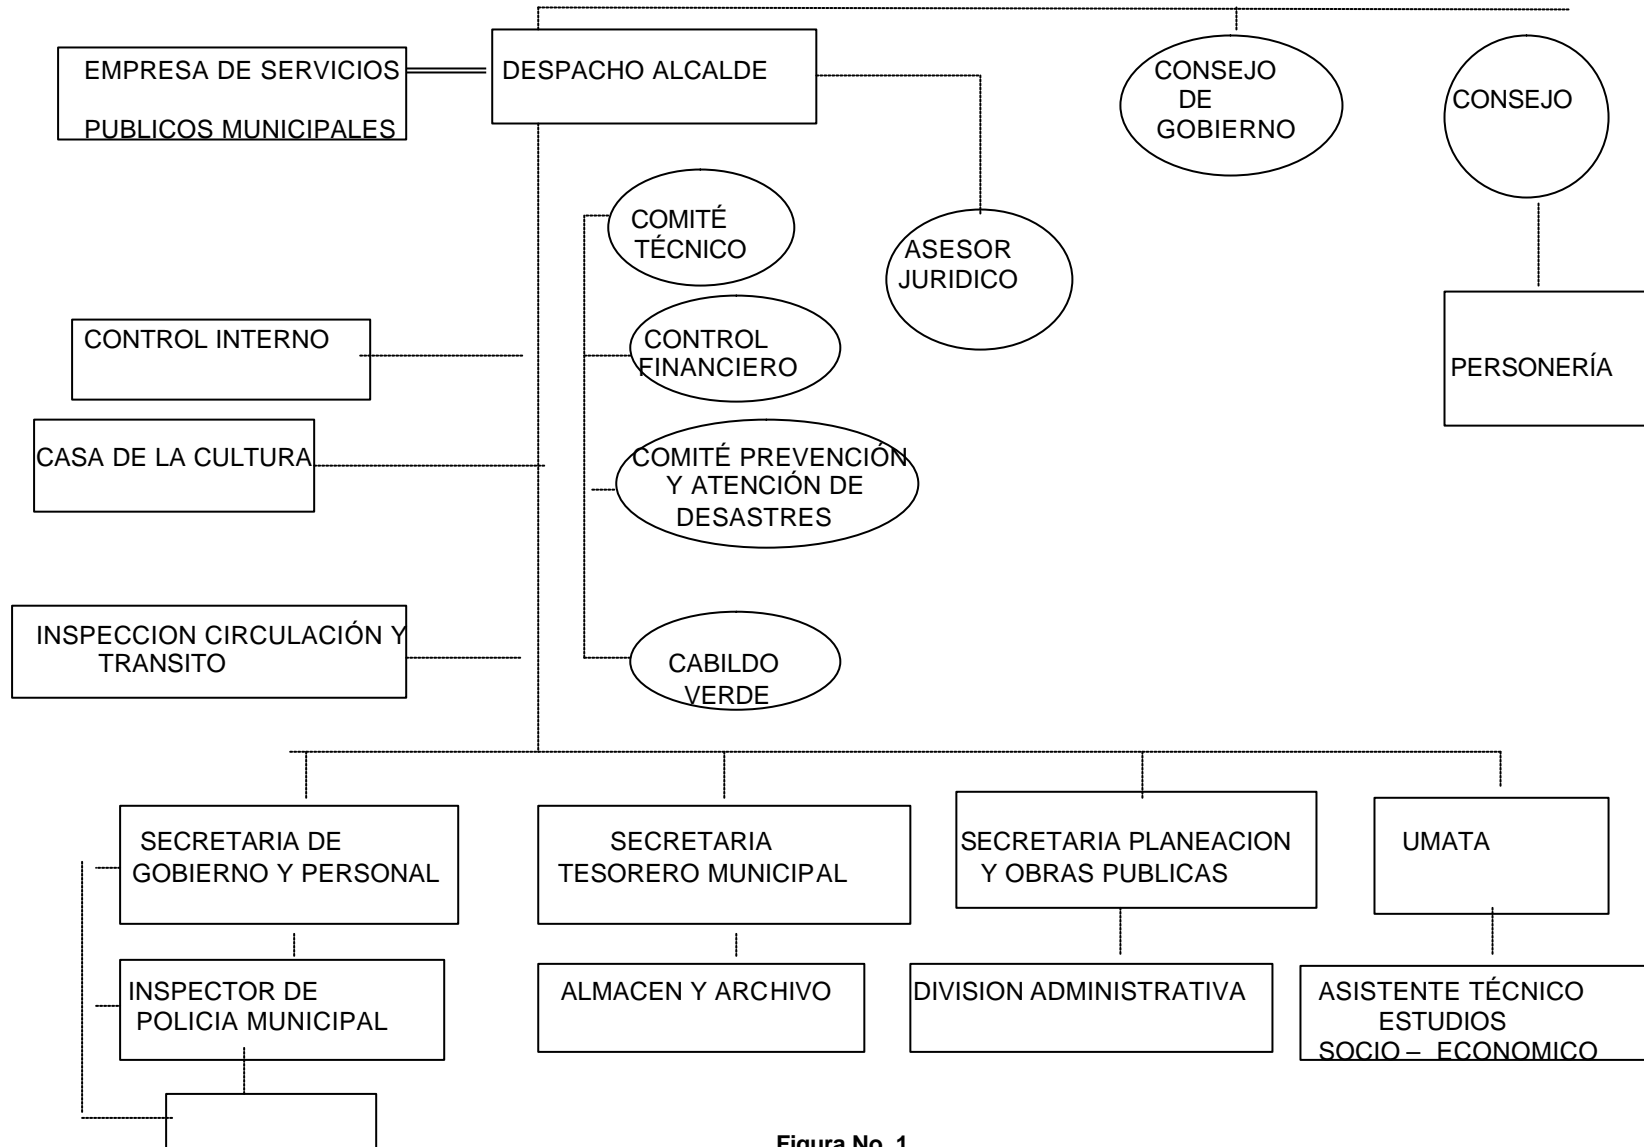 EMPRESA DE SERVICIOS
PUBLICOS MUNICIPALES
DESPACHO ALCALDE
CONSEJO
DE
GOBIERNO
CONSEJO
COMITÉ
TÉCNICO
ASESOR
JURIDICO
CONTROL INTERNO
CONTROL
FINANCIERO
PERSONERÍA
CASA DE LA CULTURA
COMITÉ PREVENCIÓN
Y ATENCIÓN DE
DESASTRES
INSPECCION CIRCULACIÓN Y
TRANSITO
CABILDO
VERDE
SECRETARIA DE
GOBIERNO Y PERSONAL
SECRETARIA
TESORERO MUNICIPAL
SECRETARIA PLANEACION
Y OBRAS PUBLICAS
UMATA
INSPECTOR DE
POLICIA MUNICIPAL
ALMACEN Y ARCHIVO
DIVISION ADMINISTRATIVA
ASISTENTE TÉCNICO
ESTUDIOS
SOCIO – ECONOMICO
Figura No. 1